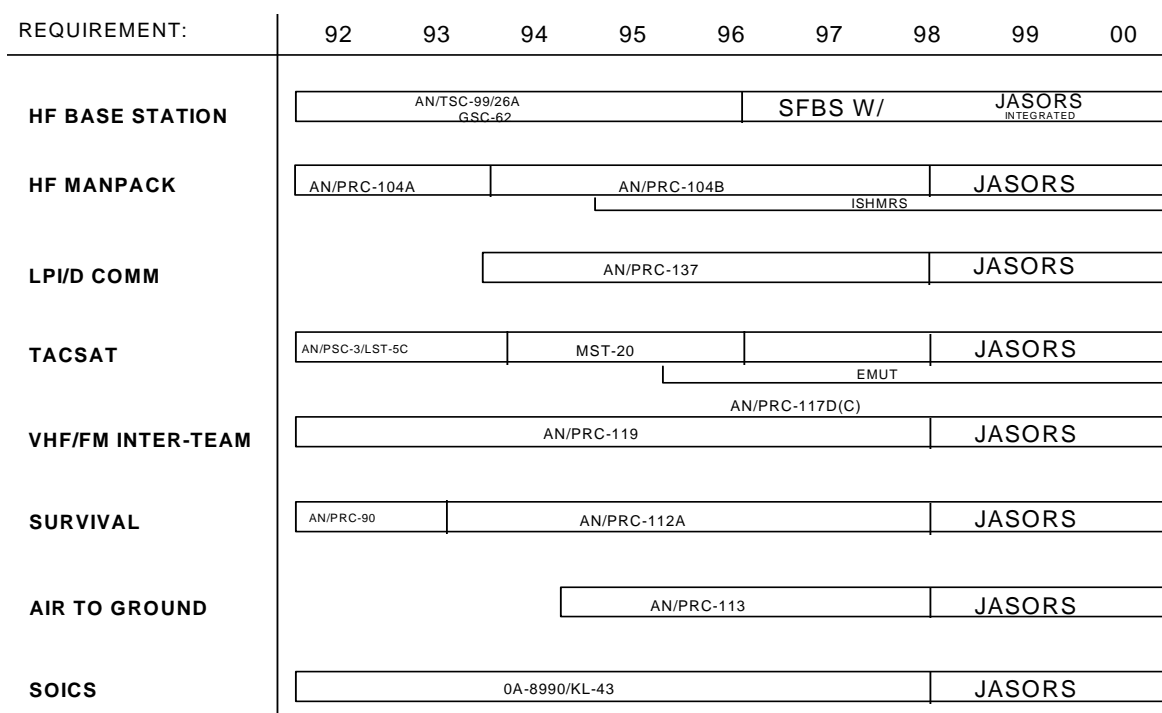 REQUIREMENT: 92 93 94 95 96 97 98 99 00
HF BASE STATION AN/TSC-99/26A GSC-62 SFBS W/ JASORS INTEGRATED
HF MANPACK AN/PRC-104A AN/PRC-104B JASORS
ISHMRS
LPI/D COMM AN/PRC-137 JASORS
TACSAT AN/PSC-3/LST-5C MST-20 JASORS
EMUT
AN/PRC-117D(C)
VHF/FM INTER-TEAM AN/PRC-119 JASORS
SURVIVAL AN/PRC-90 AN/PRC-112A JASORS
AIR TO GROUND AN/PRC-113 JASORS
SOICS 0A-8990/KL-43 JASORS